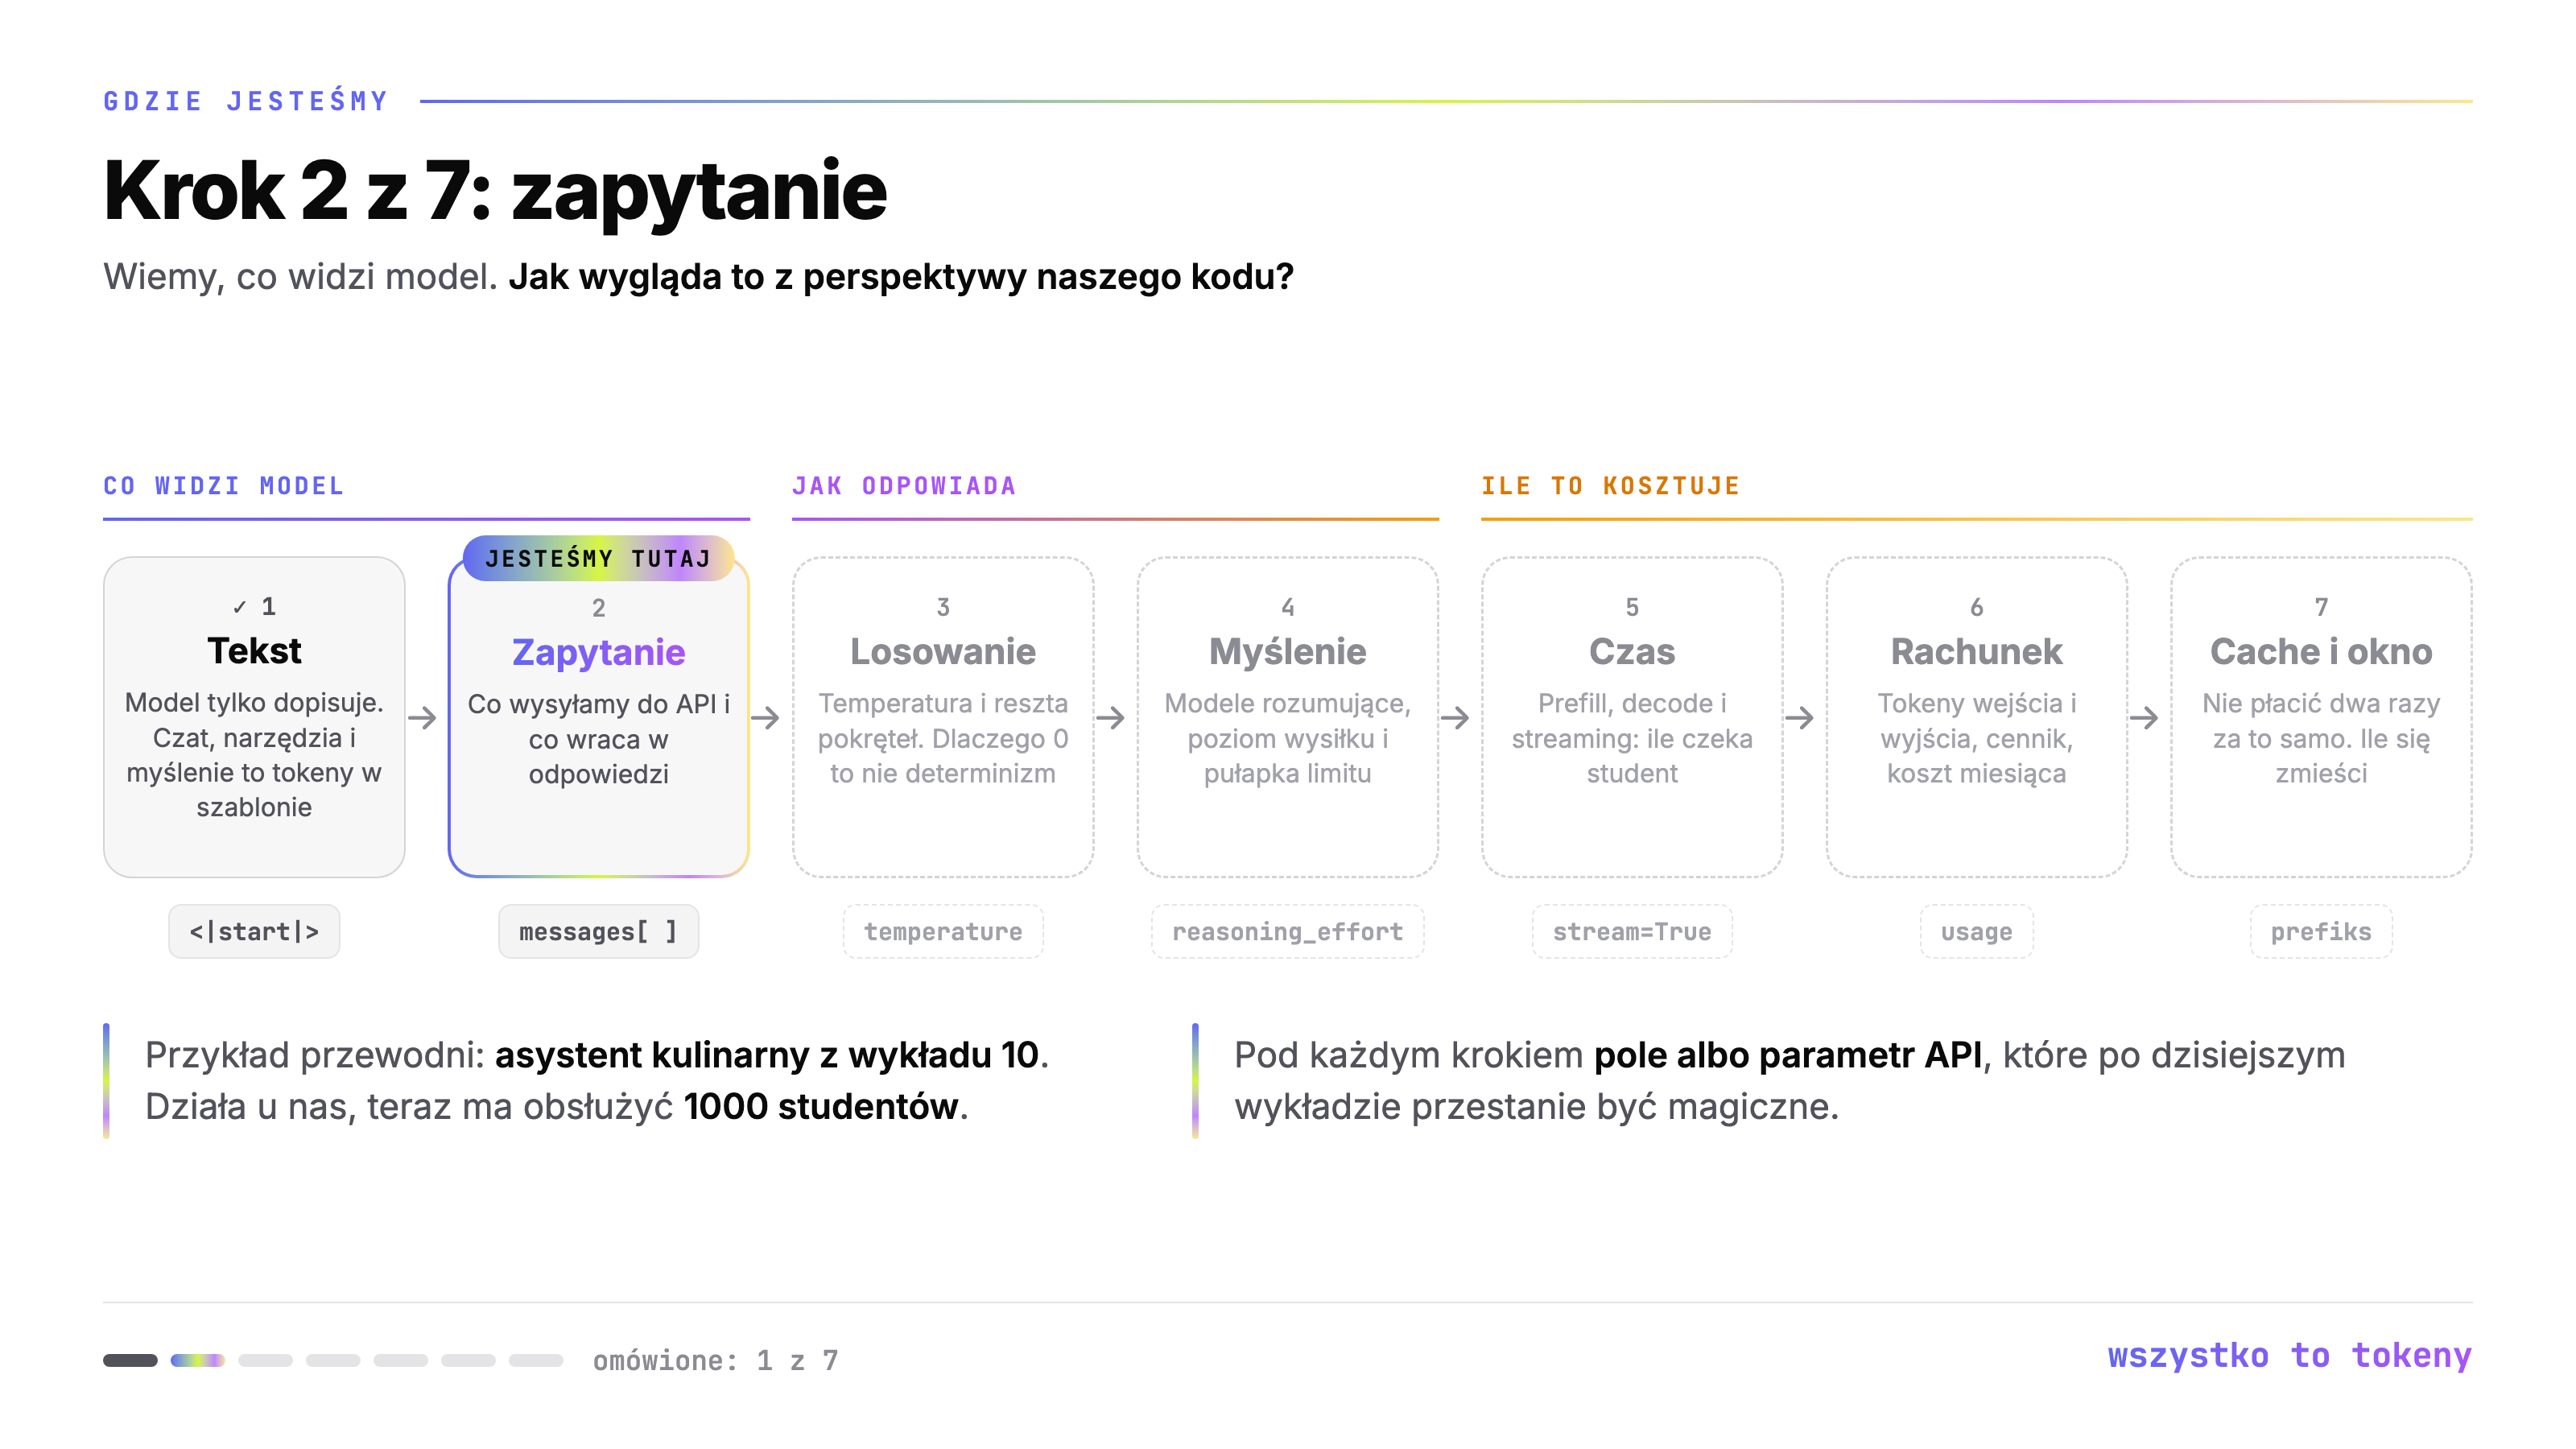 GDZIE JESTEŚMY
Krok 2 z 7: zapytanie
Wiemy, co widzi model. Jak wygląda to z perspektywy naszego kodu?
CO WIDZI MODEL
✓ 1
Tekst
Model tylko dopisuje.
Czat, narzędzia i
myślenie to tokeny w
szablonie
<|start|>
JESTEŚMY TUTAJ
2
Zapytanie
Co wysyłamy do API i
co wraca w
odpowiedzi
messages[ ]
JAK ODPOWIADA
3
Losowanie
Temperatura i reszta
pokręteł. Dlaczego 0
to nie determinizm
temperature
4
Myślenie
Modele rozumujące,
poziom wysiłku i
pułapka limitu
reasoning_effort
ILE TO KOSZTUJE
5
Czas
Prefill, decode i
streaming: ile czeka
student
stream=True
6
Rachunek
Tokeny wejścia i
wyjścia, cennik,
koszt miesiąca
usage
7
Cache i okno
Nie płacić dwa razy
za to samo. Ile się
zmieści
prefiks
Przykład przewodni: asystent kulinarny z wykładu 10.
Działa u nas, teraz ma obsłużyć 1000 studentów.
Pod każdym krokiem pole albo parametr API, które po dzisiejszym
wykładzie przestanie być magiczne.
omówione: 1 z 7
wszystko to tokeny